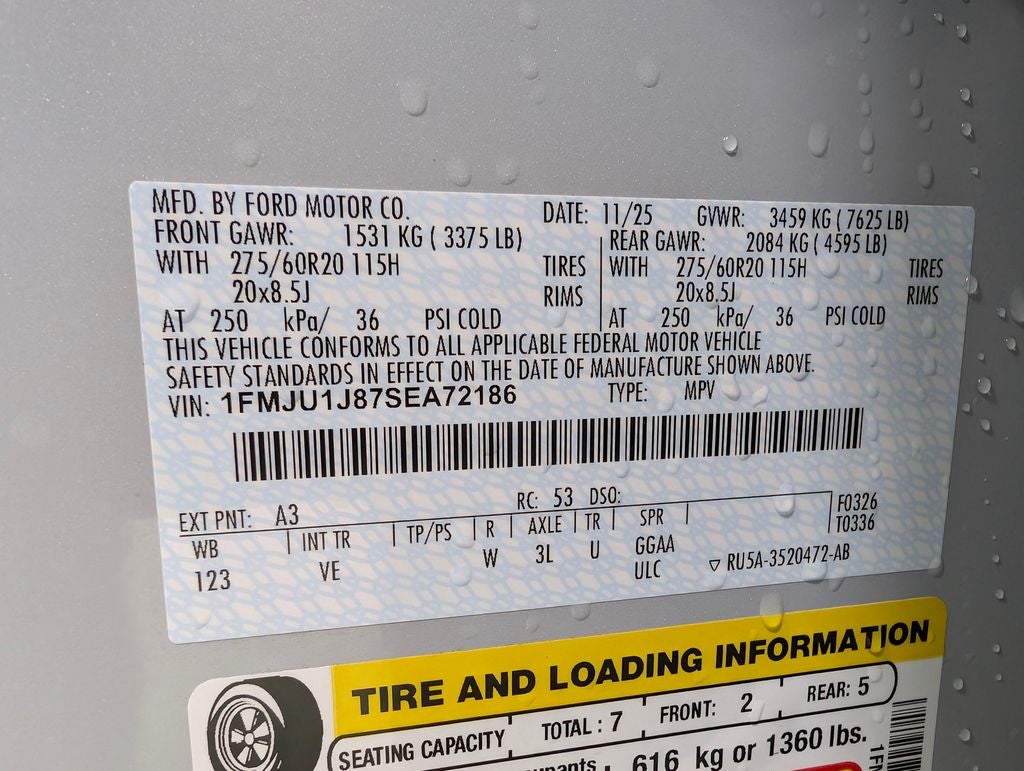 MFD. BY FORD MOTOR CO. DATE: 11/25 GVWR: 3459 KG ( 7625 LB)
FRONT GAWR: 1531 KG ( 3375 LB) REAR GAWR: 2084 KG ( 4595 LB)
WITH 275/60R20 115H TIRES WITH 275/60R20 115H TIRES
20x8.5J RIMS 20x8.5J RIMS
AT 250 kPa/ 36 PSI COLD AT 250 kPa/ 36 PSI COLD
THIS VEHICLE CONFORMS TO ALL APPLICABLE FEDERAL MOTOR VEHICLE
SAFETY STANDARDS IN EFFECT ON THE DATE OF MANUFACTURE SHOWN ABOVE.
VIN: 1FMJU1J87SEA72186 TYPE: MPV
EXT PNT: A3 RC: 53 DSO: F0326
WB INT TR TP/PS R AXLE TR SPR T0336
123 VE W 3L U GGAA
ULC ▽ RU5A-3520472-AB
TIRE AND LOADING INFORMATION
SEATING CAPACITY TOTAL : 7 FRONT: 2 REAR: 5
616 kg or 1360 lbs.